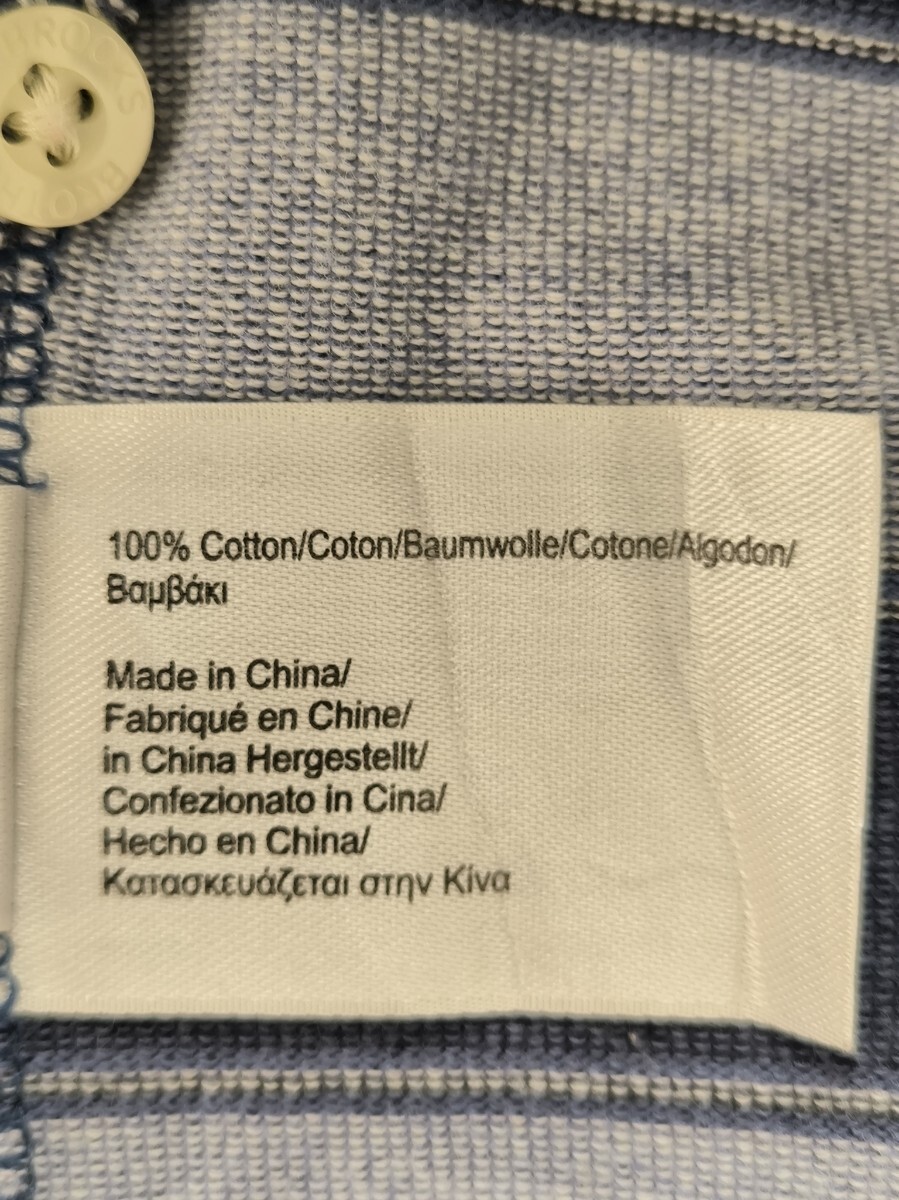 100% Cotton/Coton/Baumwolle/Cotone/Algodon/
Βαμβάκι
Made in China/
Fabriqué en Chine/
in China Hergestellt/
Confezionato in Cina/
Hecho en China/
Κατασκευάζεται στην Κίνα